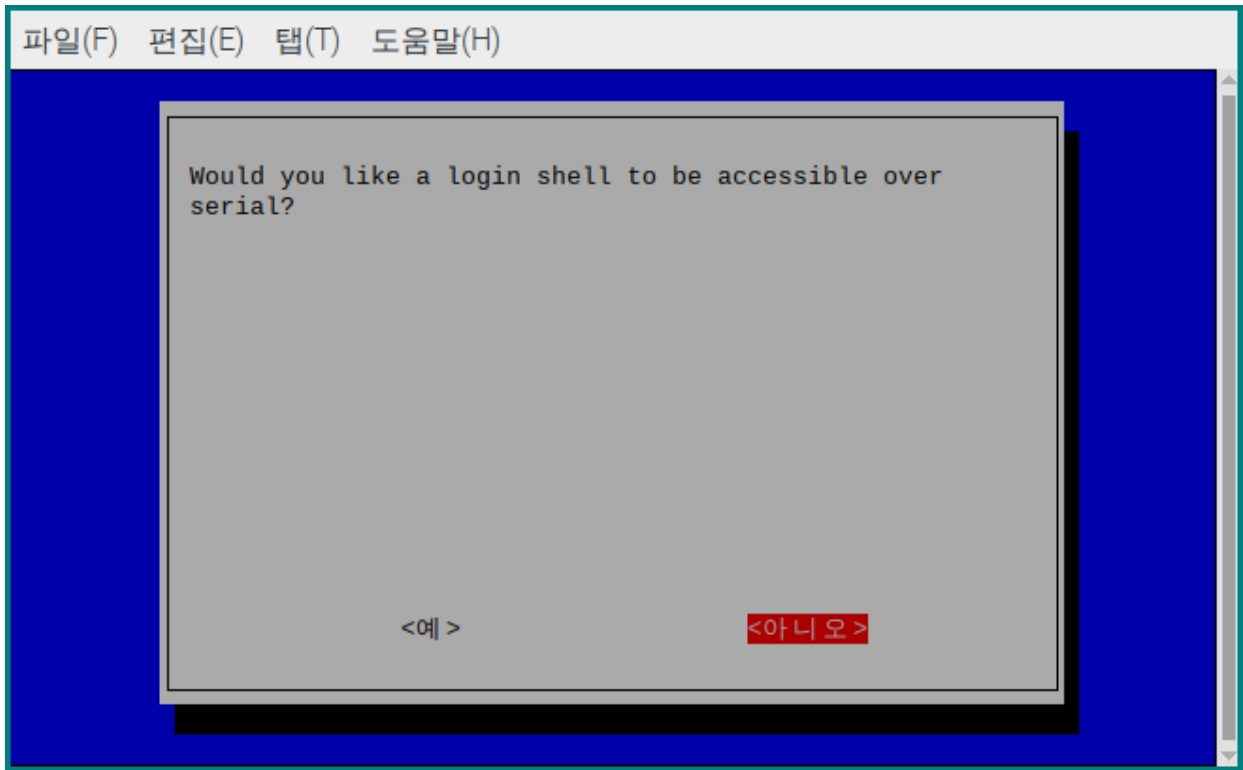 파일(F) 편집(E) 탭(T) 도움말(H)
Would you like a login shell to be accessible over
serial?
<예> <아니오>